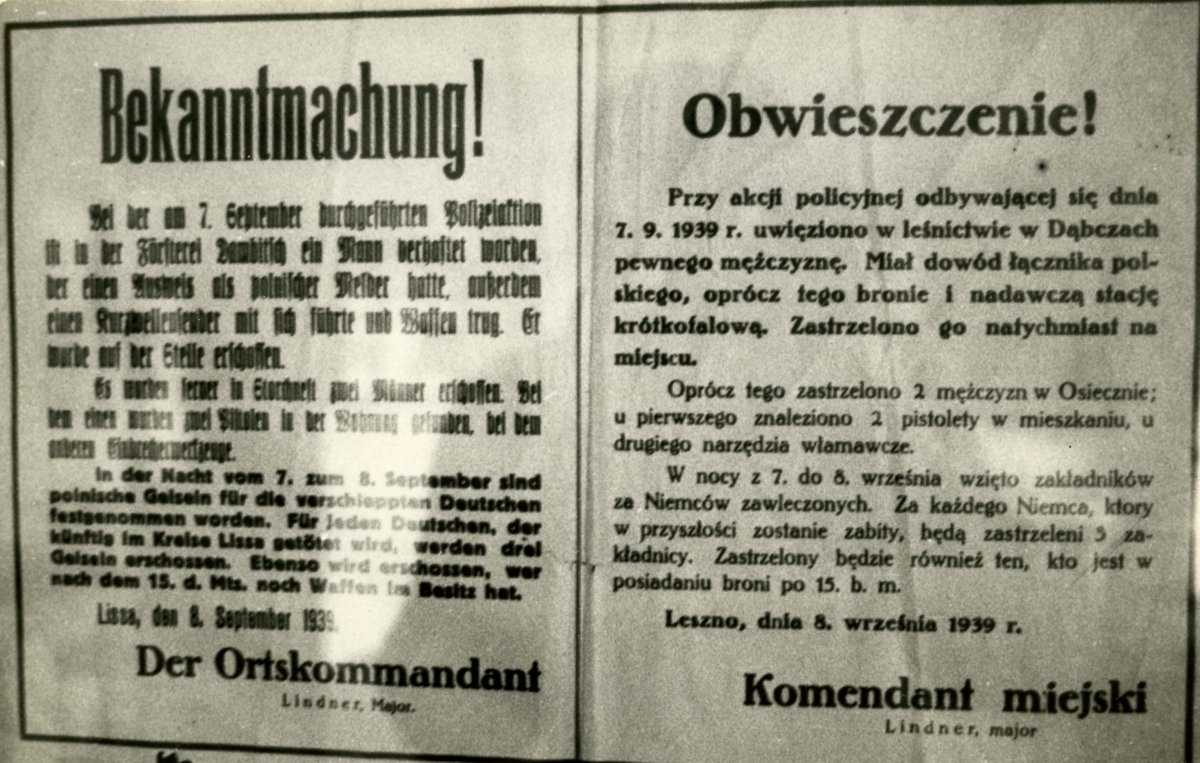 Bekanntmachung!
Bei der am 7. September durchgeführten Polizeiaktion
ist in der Försterei Dambitsch ein Mann verhaftet worden,
der einen Ausweis als polnischer Melder hatte, außerdem
einen Kurzwellensender mit sich führte und Waffen trug. Er
wurde auf der Stelle erschossen.
Es wurden ferner in Storchnest zwei Männer erschossen. Bei
dem einen wurden zwei Pistolen in der Wohnung gefunden, bei dem
anderen Einbrecherwerkzeuge.
In der Nacht vom 7. zum 8. September sind
polnische Geiseln für die verschleppten Deutschen
festgenommen worden. Für jeden Deutschen, der
künftig im Kreise Lissa getötet wird, werden drei
Geiseln erschossen. Ebenso wird erschossen, wer
nach dem 15. d. Mts. noch Waffen im Besitz hat.
Lissa, den 8. September 1939.
Der Ortskommandant
Lindner, Major.
Obwieszczenie!
Przy akcji policyjnej odbywającej się dnia
7. 9. 1939 r. uwięziono w leśnictwie w Dąbczach
pewnego mężczyznę. Miał dowód łącznika pol-
skiego, oprócz tego bronie i nadawczą stację
krótkofalową. Zastrzelono go natychmiast na
miejscu.
Oprócz tego zastrzelono 2 mężczyzn w Osiecznie;
u pierwszego znaleziono 2 pistolety w mieszkaniu, u
drugiego narzędzia włamawcze.
W nocy z 7. do 8. września wzięto zakładników
za Niemców zawleczonych. Za każdego Niemca, ktory
w przyszłości zostanie zabity, będą zastrzeleni 3 za-
kładnicy. Zastrzelony będzie również ten, kto jest w
posiadaniu broni po 15. b. m.
Leszno, dnia 8. września 1939 r.
Komendant miejski
Lindner, major